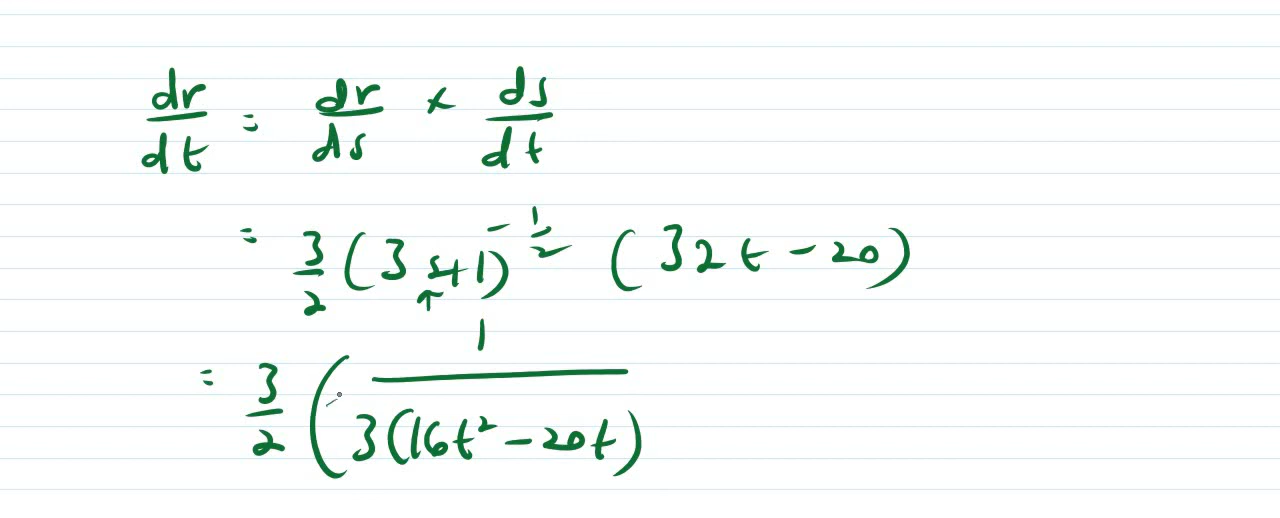 dr/dt = dr/ds × ds/dt
= 3/2 (3s+1)^(-1/2) (32t - 20)
↑
= 3/2 ( 1/3(16t² - 20t)